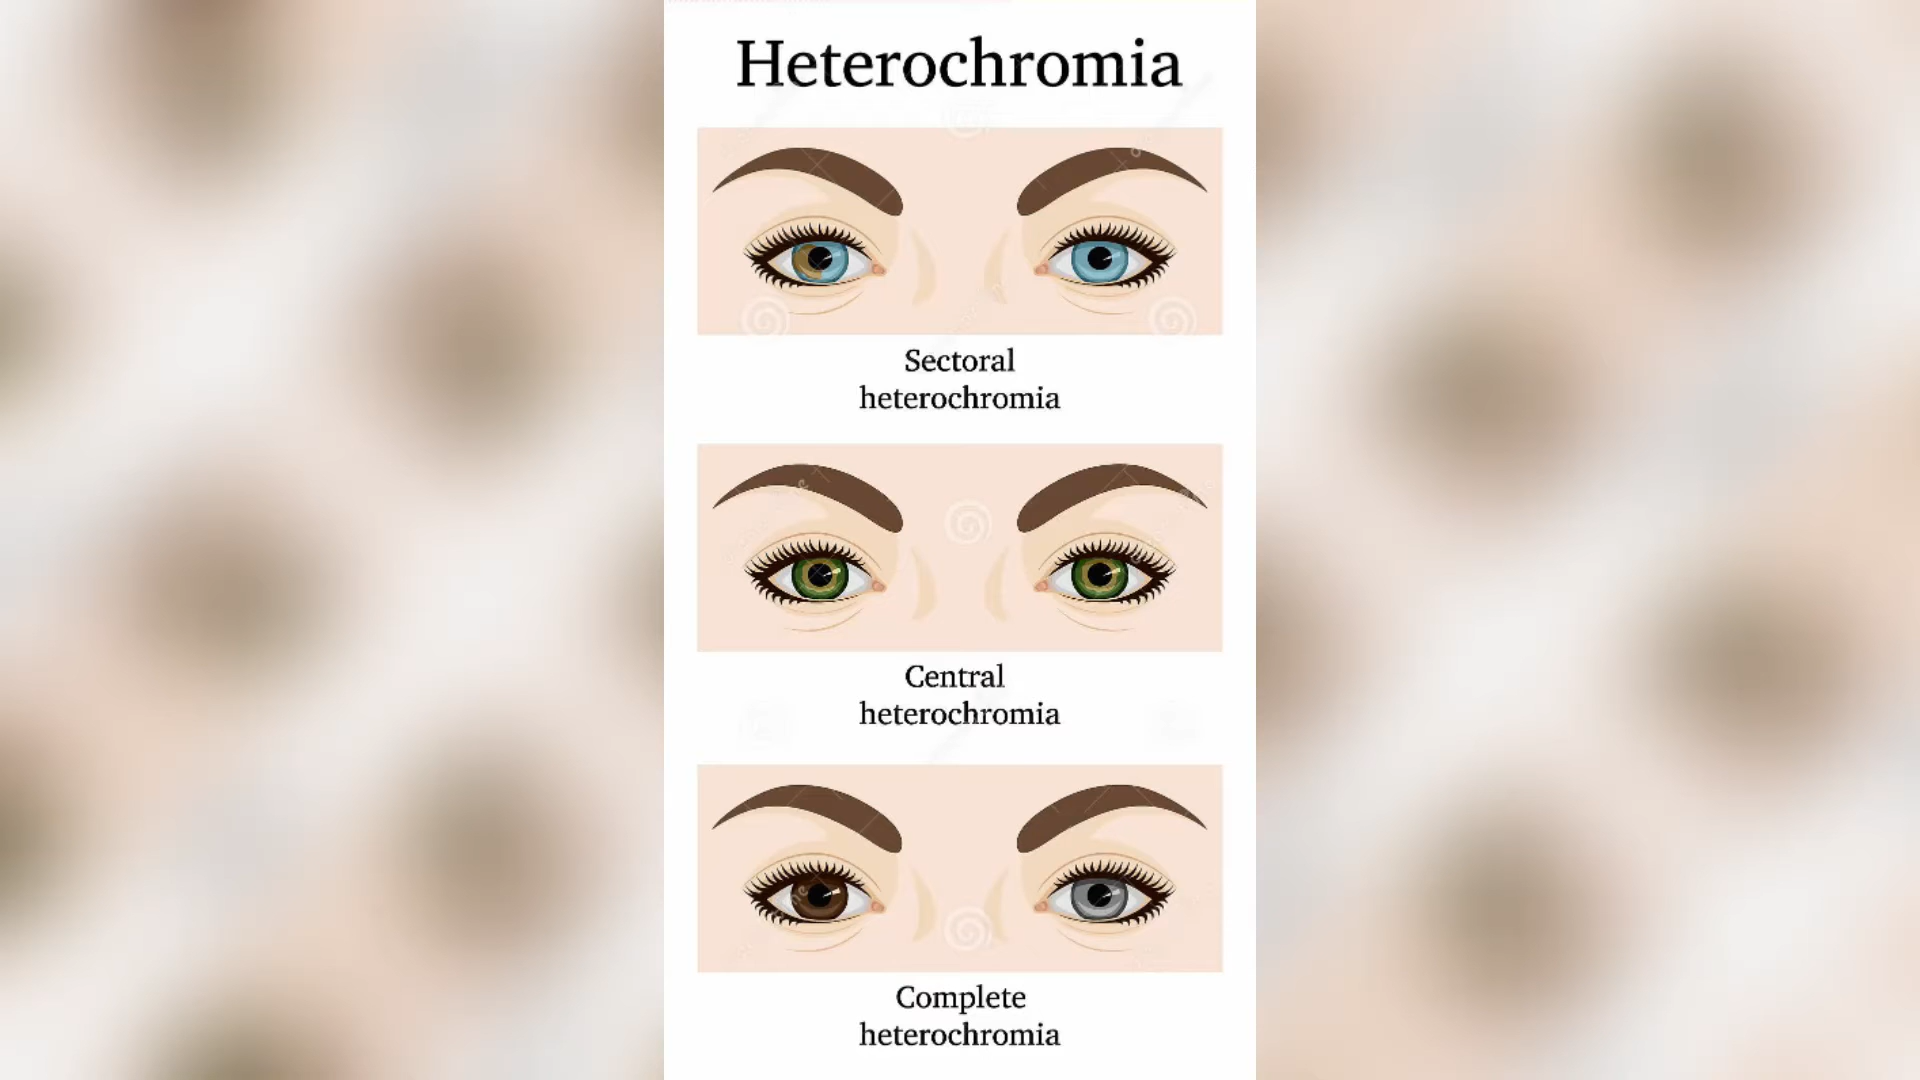 Heterochromia
Sectoral
heterochromia
Central
heterochromia
Complete
heterochromia